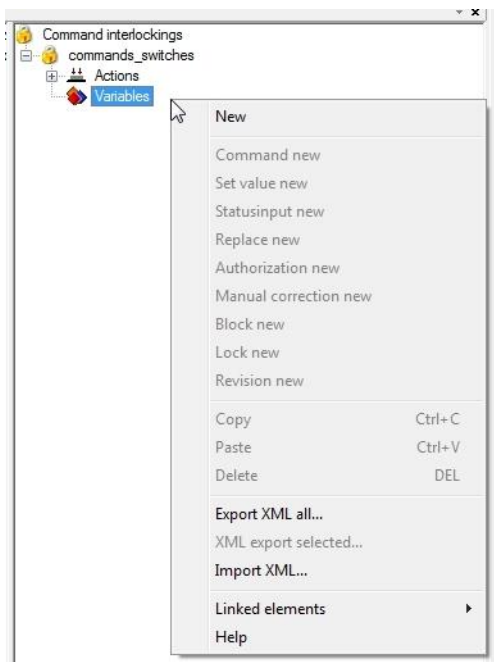 Command interlockings
commands_switches
Actions
Variables
New
Command new
Set value new
Statusinput new
Replace new
Authorization new
Manual correction new
Block new
Lock new
Revision new
Copy Ctrl+C
Paste Ctrl+V
Delete DEL
Export XML all...
XML export selected...
Import XML...
Linked elements
Help